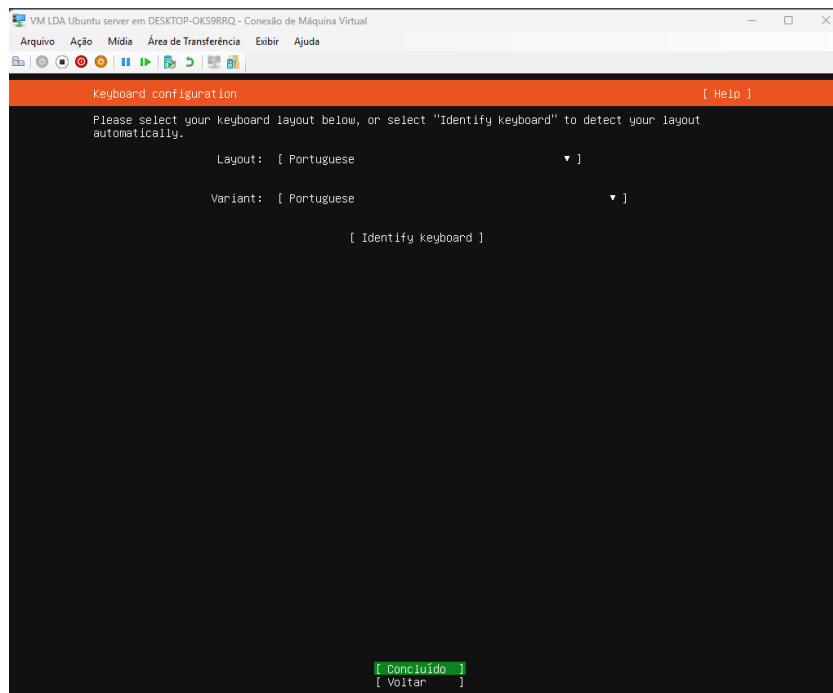 VM LDA Ubuntu server em DESKTOP-OKS9RRQ - Conexão de Máquina Virtual
Arquivo Ação Mídia Área de Transferência Exibir Ajuda
Keyboard configuration [ Help ]
Please select your keyboard layout below, or select "Identify keyboard" to detect your layout
automatically.
Layout: [ Portuguese ▾ ]
Variant: [ Portuguese ▾ ]
[ Identify keyboard ]
[ Concluído ]
[ Voltar ]